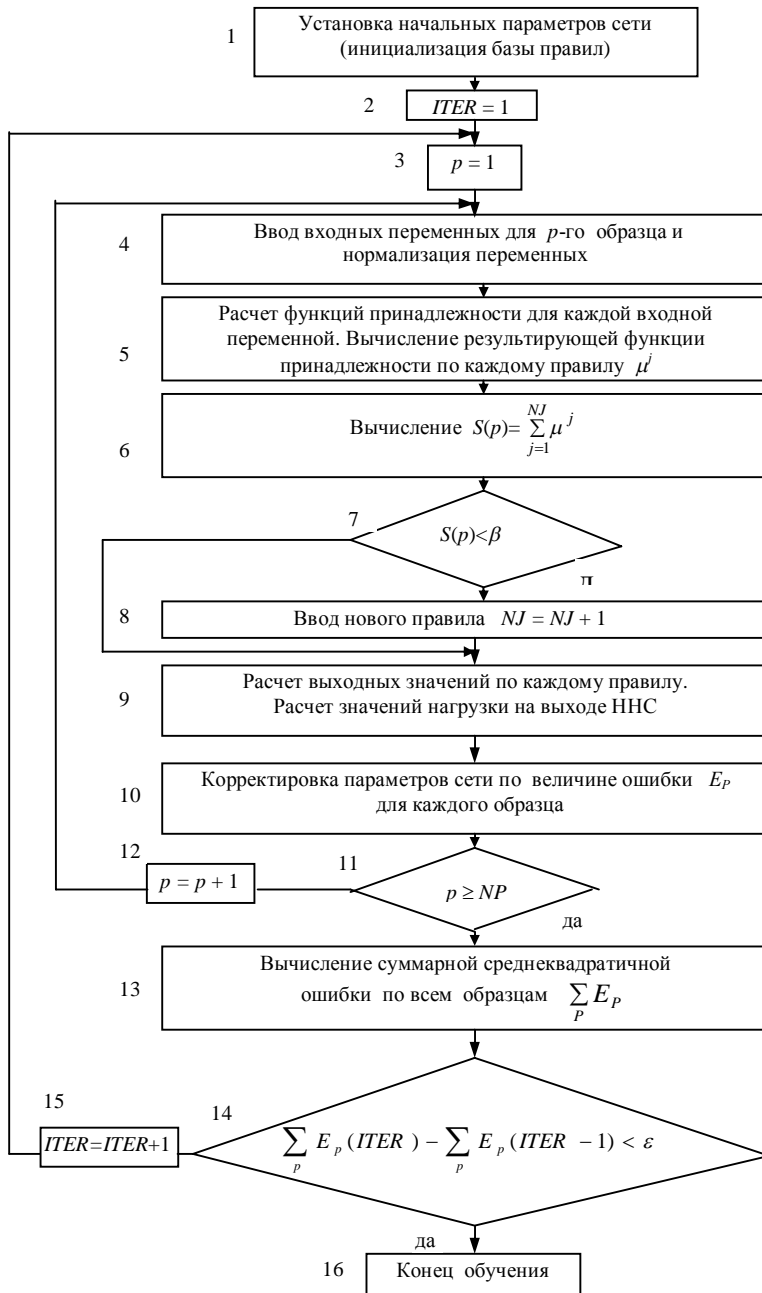 1
Установка начальных параметров сети
(инициализация базы правил)
2
ITER = 1
3
p = 1
4
Ввод входных переменных для p-го образца и
нормализация переменных
5
Расчет функций принадлежности для каждой входной
переменной. Вычисление результирующей функции
принадлежности по каждому правилу μ^j
6
Вычисление S(p)= \sum_{j=1}^{NJ} μ^j
7
S(p)<β
8
Ввод нового правила NJ = NJ + 1
9
Расчет выходных значений по каждому правилу.
Расчет значений нагрузки на выходе ННС
10
Корректировка параметров сети по величине ошибки E_P
для каждого образца
12
p = p + 1
11
p ≥ NP
да
13
Вычисление суммарной среднеквадратичной
ошибки по всем образцам \sum_P E_P
15
ITER=ITER+1
14
\sum_p E_p (ITER) − \sum_p E_p (ITER − 1) < ε
да
16
Конец обучения